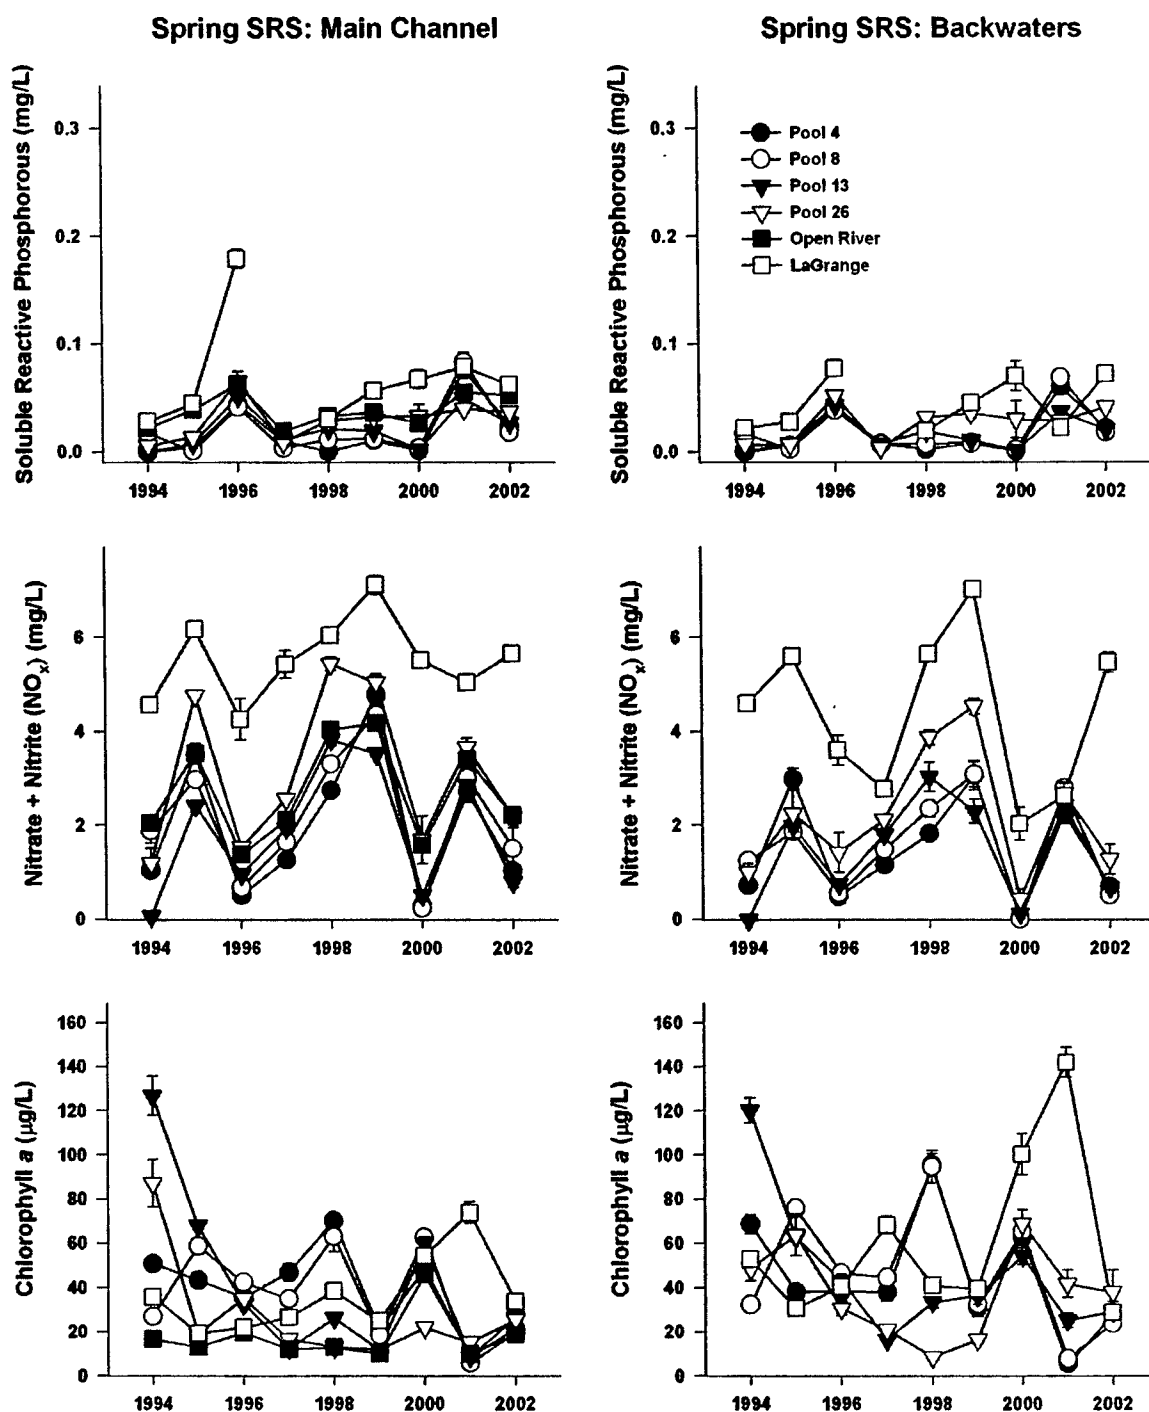 Spring SRS: Main Channel
Spring SRS: Backwaters
Soluble Reactive Phosphorous (mg/L)
0.3
0.2
0.1
0.0
1994 1996 1998 2000 2002
Soluble Reactive Phosphorous (mg/L)
0.3
0.2
0.1
0.0
Pool 4
Pool 8
Pool 13
Pool 26
Open River
LaGrange
1994 1996 1998 2000 2002
Nitrate + Nitrite (NOx) (mg/L)
6
4
2
0
1994 1996 1998 2000 2002
Nitrate + Nitrite (NOx) (mg/L)
6
4
2
0
1994 1996 1998 2000 2002
Chlorophyll a (µg/L)
160
140
120
100
80
60
40
20
0
1994 1996 1998 2000 2002
Chlorophyll a (µg/L)
160
140
120
100
80
60
40
20
0
1994 1996 1998 2000 2002